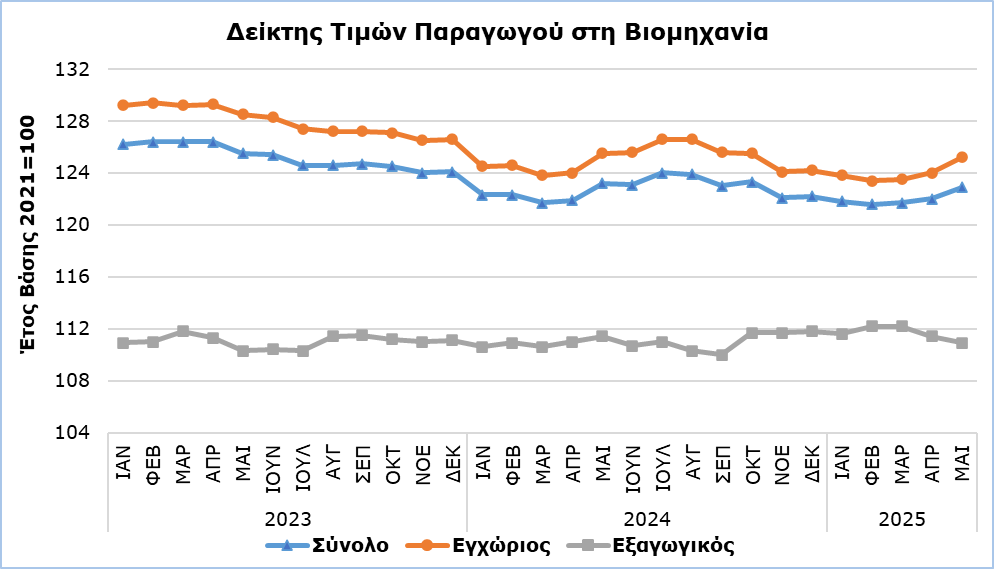 Δείκτης Τιμών Παραγωγού στη Βιομηχανία
Έτος Βάσης 2021=100
132
128
124
120
116
112
108
104
ΙΑΝ ΦΕΒ ΜΑΡ ΑΠΡ ΜΑΙ ΙΟΥΝ ΙΟΥΛ ΑΥΓ ΣΕΠ ΟΚΤ ΝΟΕ ΔΕΚ ΙΑΝ ΦΕΒ ΜΑΡ ΑΠΡ ΜΑΙ ΙΟΥΝ ΙΟΥΛ ΑΥΓ ΣΕΠ ΟΚΤ ΝΟΕ ΔΕΚ ΙΑΝ ΦΕΒ ΜΑΡ ΑΠΡ ΜΑΙ
2023 2024 2025
Σύνολο Εγχώριος Εξαγωγικός